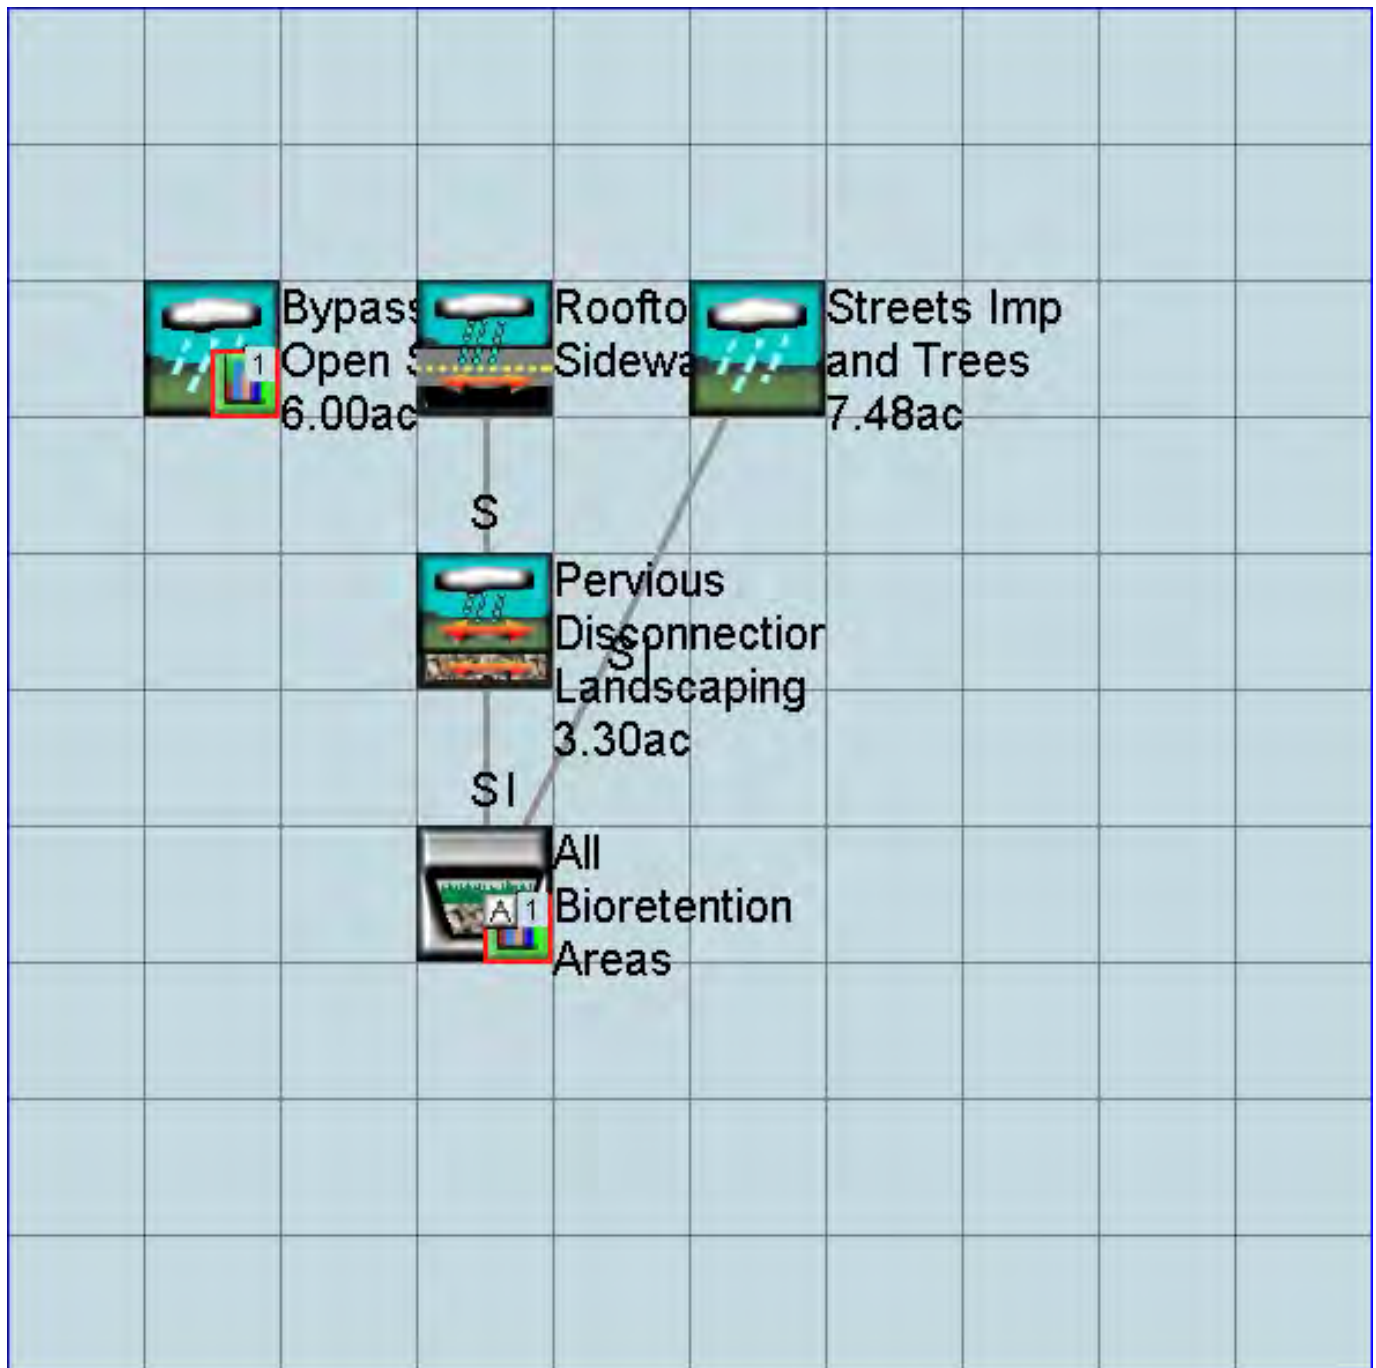 Bypass
Open S
6.00ac
1
Roofto
Sidewa
Streets Imp
and Trees
7.48ac
S
Pervious
Disconnection
Landscaping
3.30ac
SI
SI
All
Bioretention
Areas
A 1